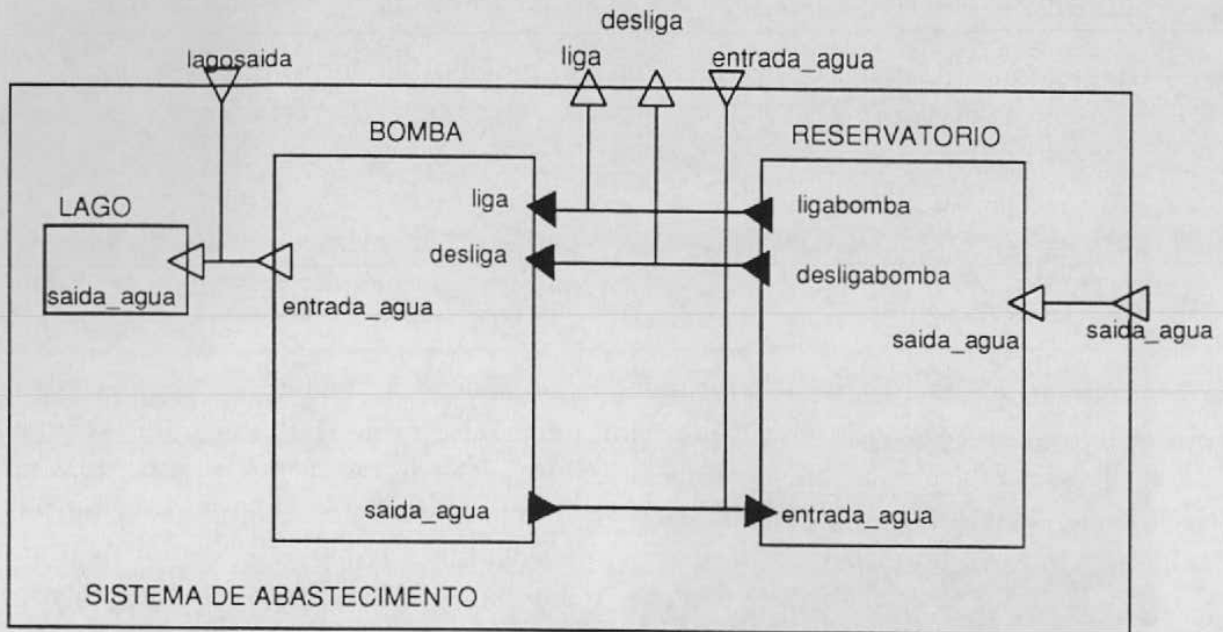 desliga
lagosaida
liga
entrada_agua
BOMBA
RESERVATORIO
LAGO
liga
ligabomba
desliga
desligabomba
saida_agua
entrada_agua
saida_agua
saida_agua
saida_agua
entrada_agua
SISTEMA DE ABASTECIMENTO